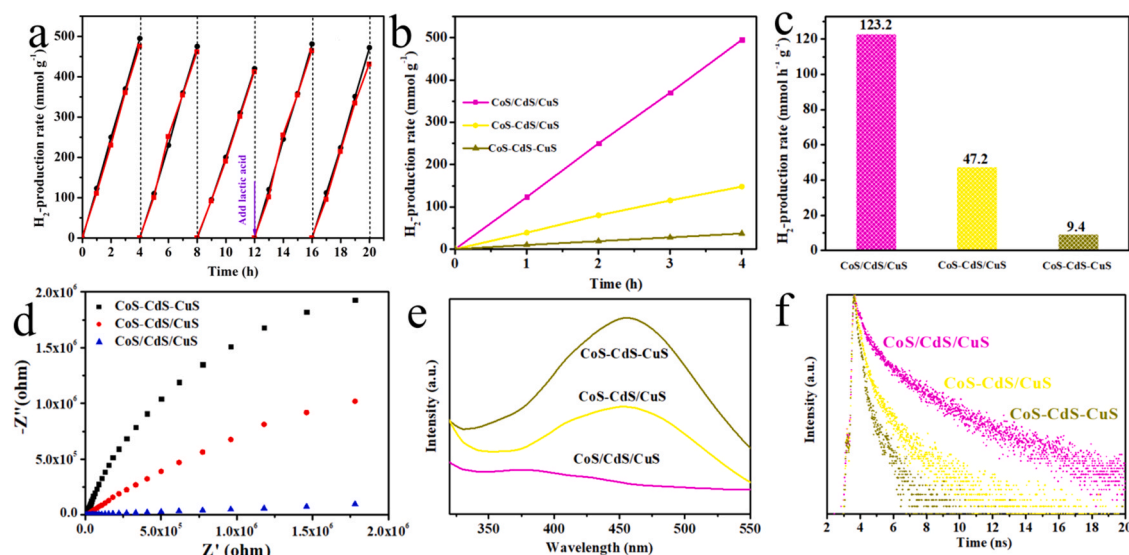 a
H₂-production rate (mmol g⁻¹)
500
400
300
200
100
0
Add lactic acid
0 2 4 6 8 10 12 14 16 18 20
Time (h)
b
H₂-production rate (mmol g⁻¹)
500
400
300
200
100
0
CoS/CdS/CuS
CoS-CdS/CuS
CoS-CdS-CuS
0 1 2 3 4
Time (h)
c
H₂-production rate (mmol h⁻¹ g⁻¹)
120
100
80
60
40
20
0
123.2
47.2
9.4
CoS/CdS/CuS CoS-CdS/CuS CoS-CdS-CuS
d
-Z''(ohm)
2.0x10⁶
1.5x10⁶
1.0x10⁶
5.0x10⁵
0.0
CoS-CdS-CuS
CoS-CdS/CuS
CoS/CdS/CuS
0.0 5.0x10⁵ 1.0x10⁶ 1.5x10⁶ 2.0x10⁶
Z' (ohm)
e
Intensity (a.u.)
CoS-CdS-CuS
CoS-CdS/CuS
CoS/CdS/CuS
350 400 450 500 550
Wavelength (nm)
f
Intensity (a.u.)
CoS/CdS/CuS
CoS-CdS/CuS
CoS-CdS-CuS
2 4 6 8 10 12 14 16 18 20
Time (ns)